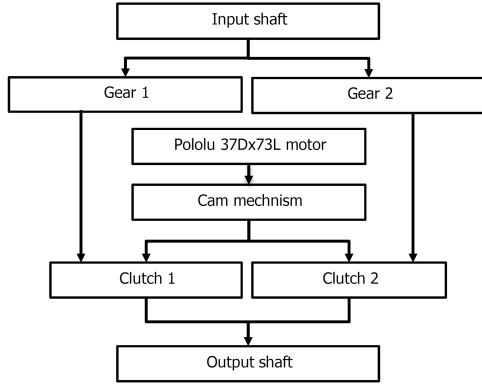 Input shaft
Gear 1
Gear 2
Pololu 37Dx73L motor
Cam mechnism
Clutch 1
Clutch 2
Output shaft